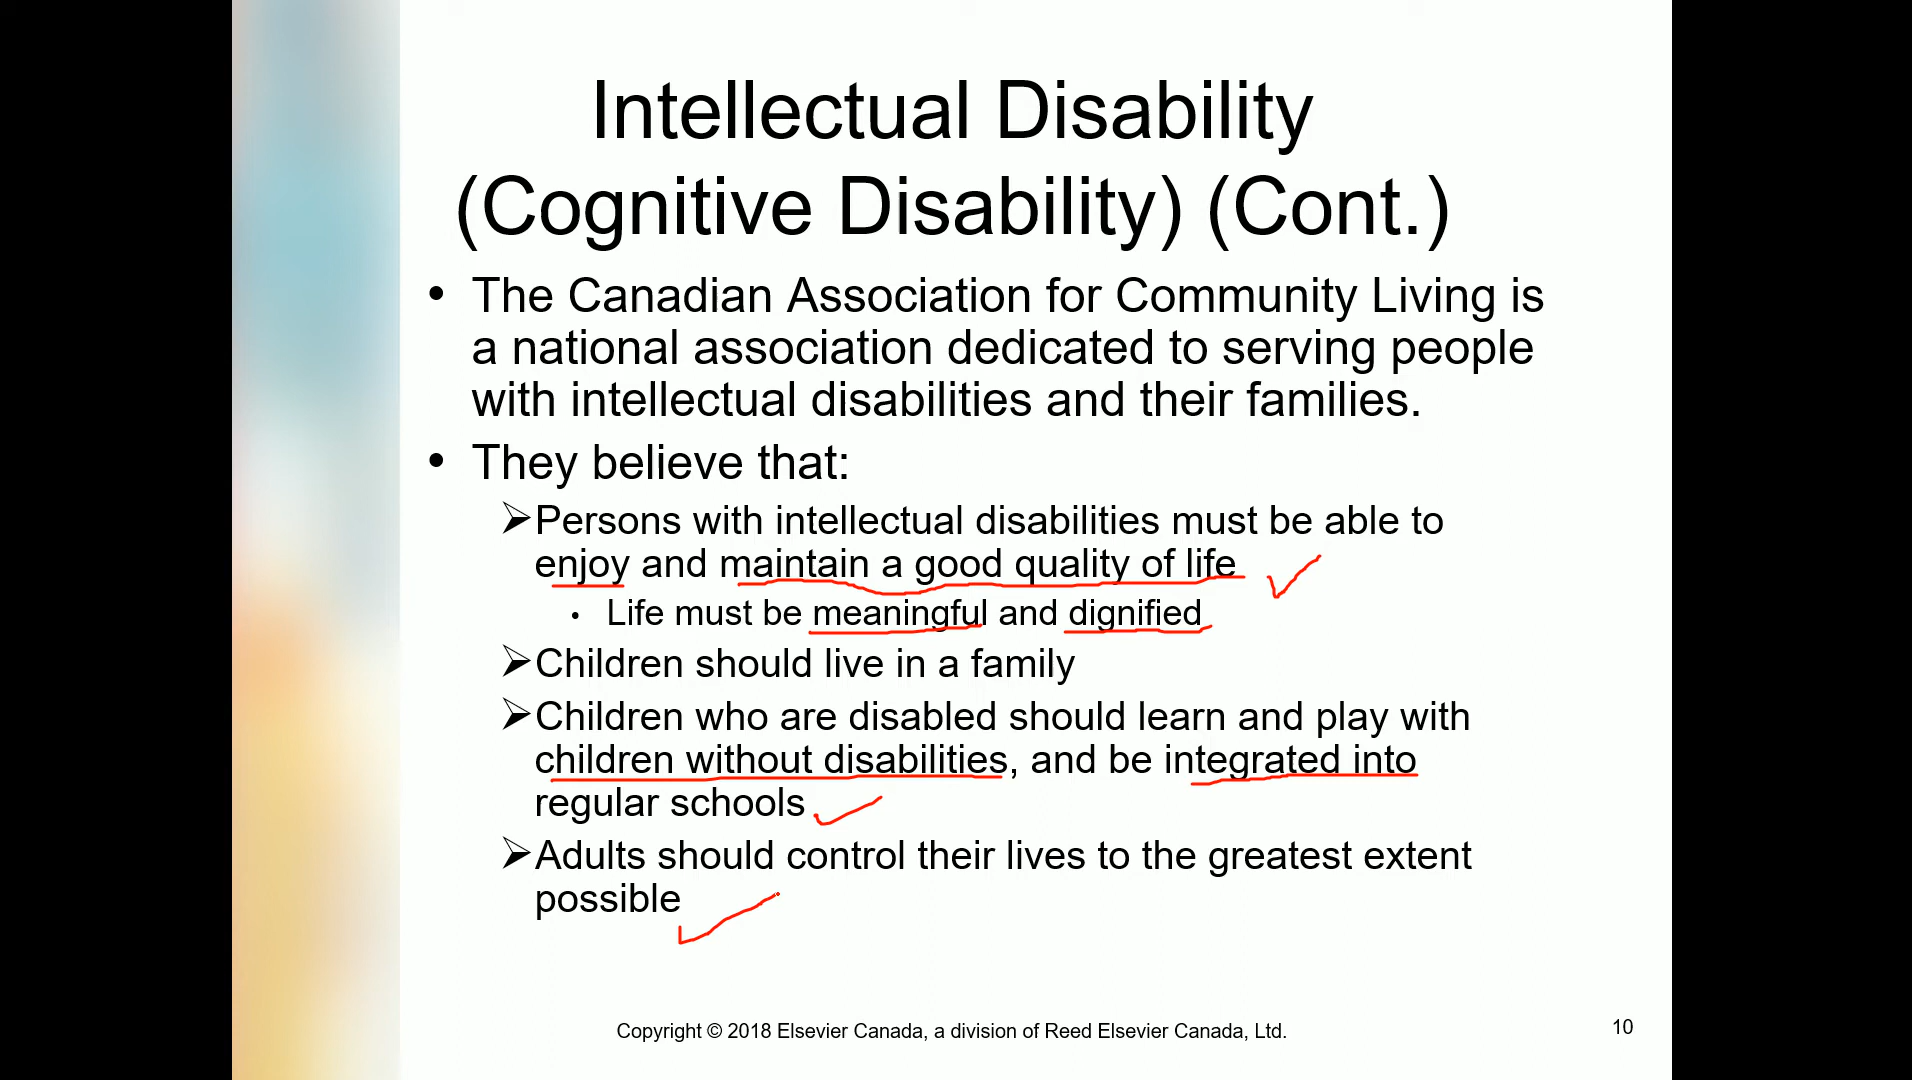 Intellectual Disability
(Cognitive Disability) (Cont.)
• The Canadian Association for Community Living is
a national association dedicated to serving people
with intellectual disabilities and their families.
• They believe that:
➢Persons with intellectual disabilities must be able to
enjoy and maintain a good quality of life
• Life must be meaningful and dignified
➢Children should live in a family
➢Children who are disabled should learn and play with
children without disabilities, and be integrated into
regular schools
➢Adults should control their lives to the greatest extent
possible
Copyright © 2018 Elsevier Canada, a division of Reed Elsevier Canada, Ltd.
10